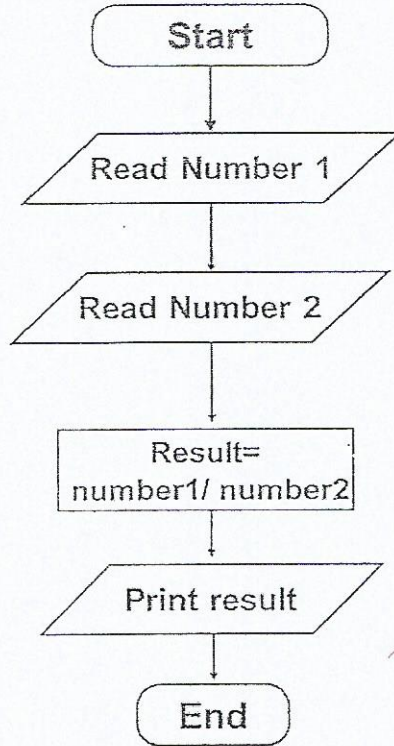 Start
Read Number 1
Read Number 2
Result=
number1/ number2
Print result
End